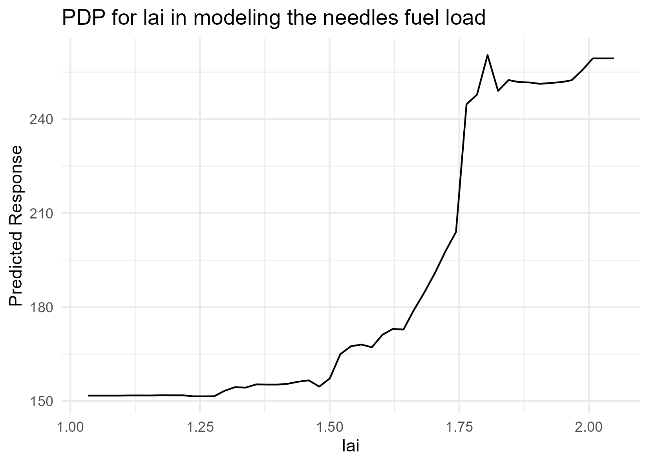 PDP for lai in modeling the needles fuel load
Predicted Response
240
210
180
150
1.00 1.25 1.50 1.75 2.00
lai